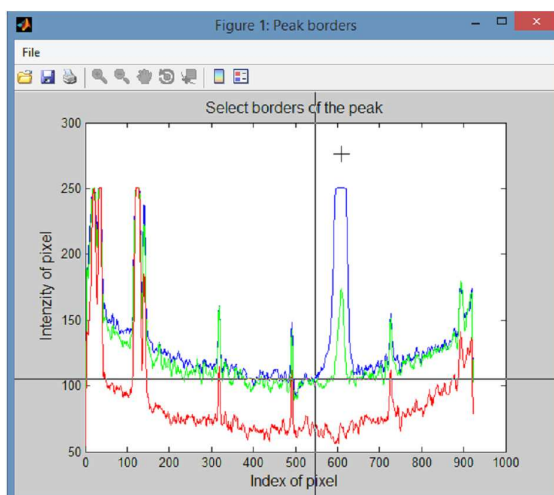 Figure 1: Peak borders
File
Select borders of the peak
300
250
200
150
100
50
Intenzity of pixel
0 100 200 300 400 500 600 700 800 900 1000
Index of pixel